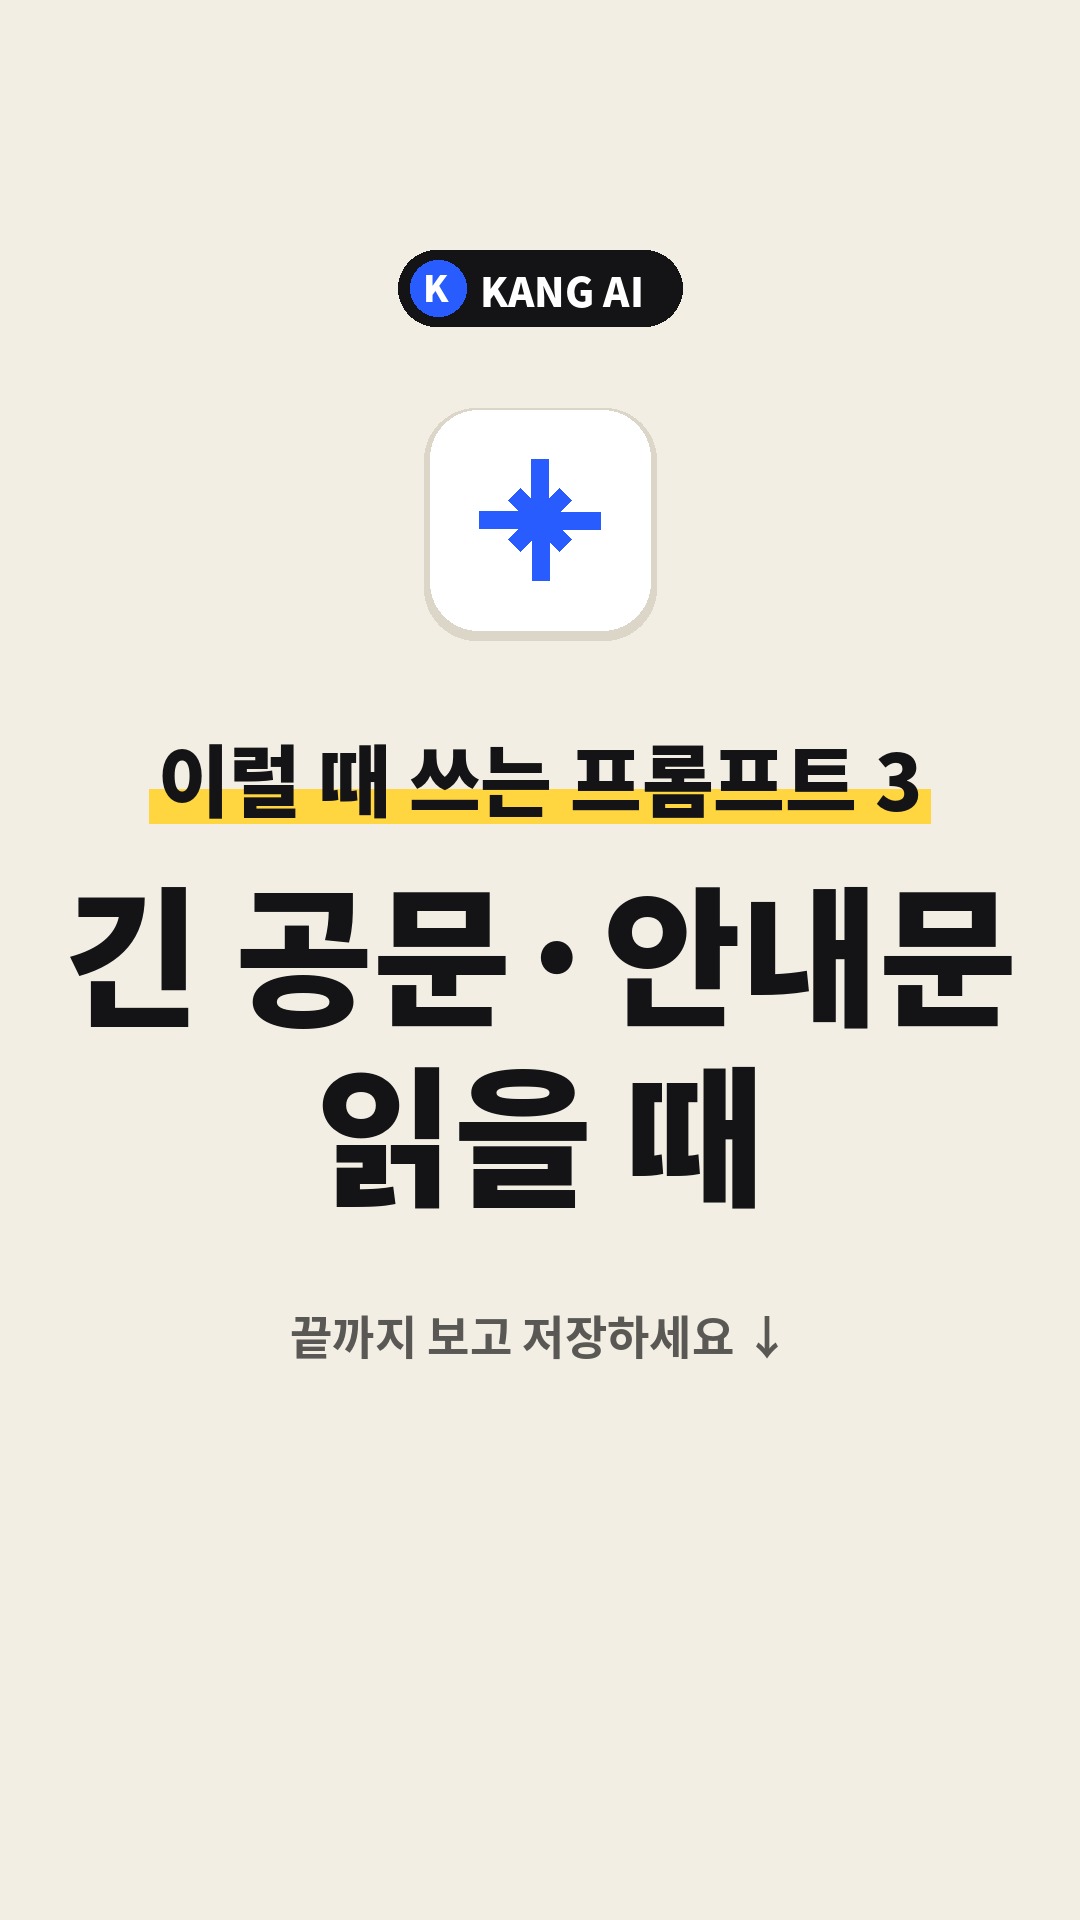 K KANG AI
이럴 때 쓰는 프롬프트 3
긴 공문·안내문
읽을 때
끝까지 보고 저장하세요 ↓